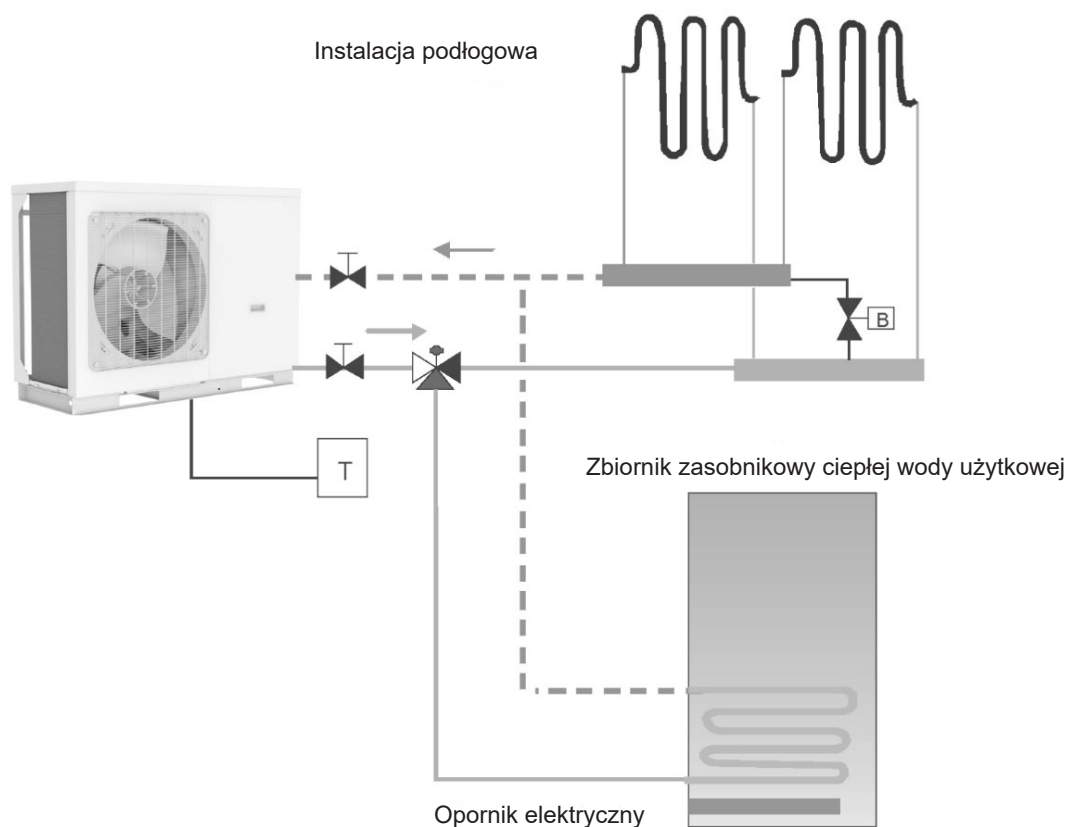 Instalacja podłogowa
B
T
Zbiornik zasobnikowy ciepłej wody użytkowej
Opornik elektryczny